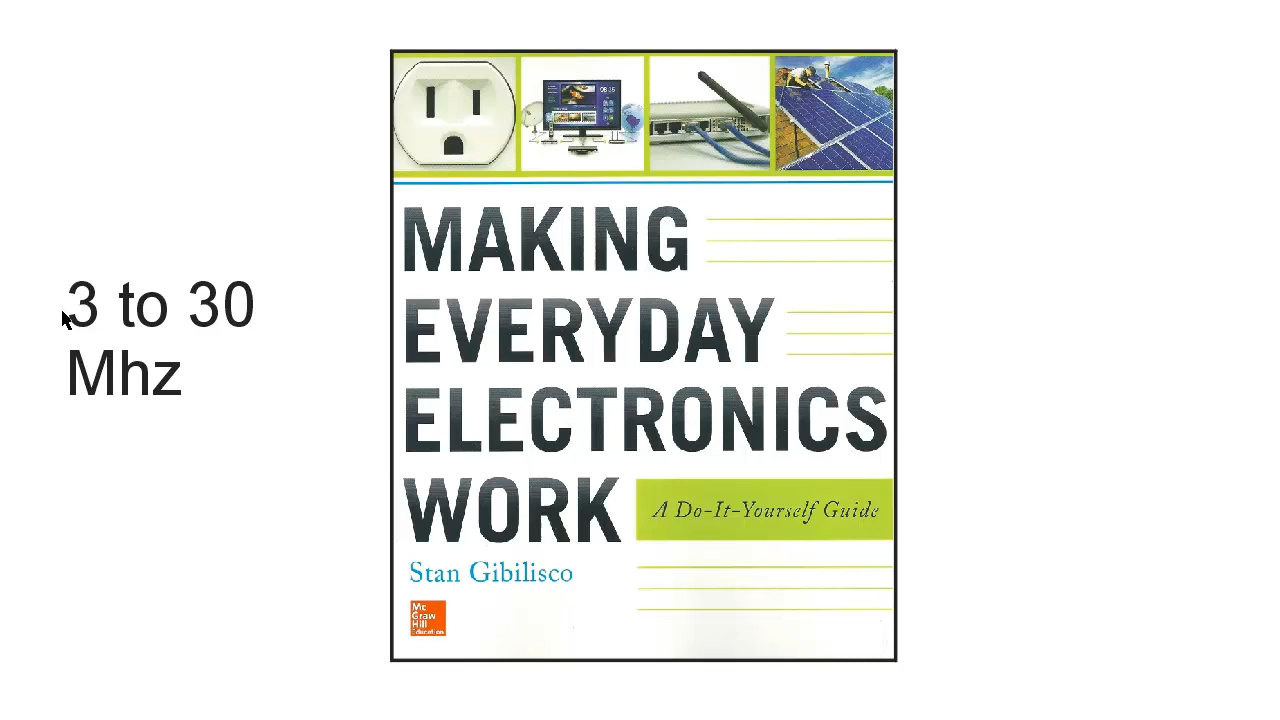 3 to 30
Mhz
MAKING
EVERYDAY
ELECTRONICS
WORK
A Do-It-Yourself Guide
Stan Gibilisco
Mc
Graw
Hill
Education